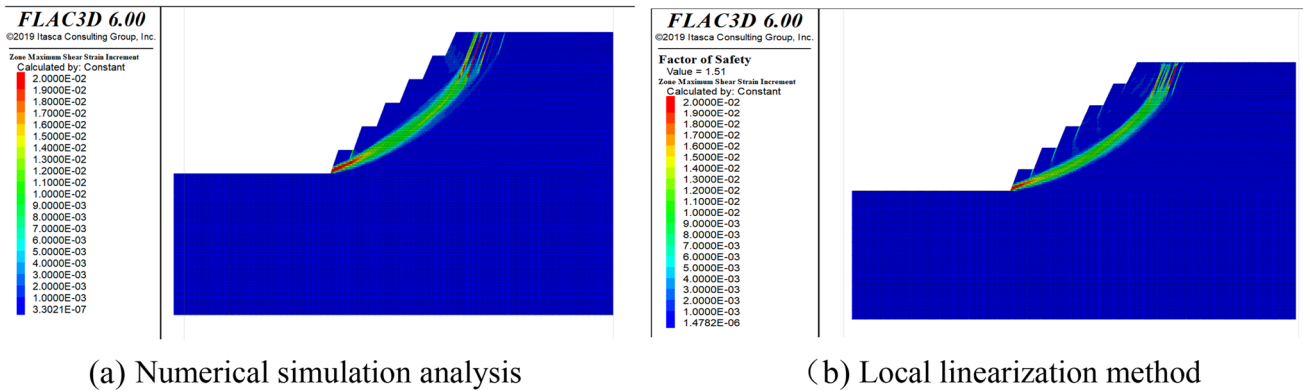 FLAC3D 6.00
©2019 Itasca Consulting Group, Inc.
Zone Maximum Shear Strain Increment
Calculated by: Constant
2.0000E-02
1.9000E-02
1.8000E-02
1.7000E-02
1.6000E-02
1.5000E-02
1.4000E-02
1.3000E-02
1.2000E-02
1.1000E-02
1.0000E-02
9.0000E-03
8.0000E-03
7.0000E-03
6.0000E-03
5.0000E-03
4.0000E-03
3.0000E-03
2.0000E-03
1.0000E-03
3.3021E-07
(a) Numerical simulation analysis
FLAC3D 6.00
©2019 Itasca Consulting Group, Inc.
Factor of Safety
Value = 1.51
Zone Maximum Shear Strain Increment
Calculated by: Constant
2.0000E-02
1.9000E-02
1.8000E-02
1.7000E-02
1.6000E-02
1.5000E-02
1.4000E-02
1.3000E-02
1.2000E-02
1.1000E-02
1.0000E-02
9.0000E-03
8.0000E-03
7.0000E-03
6.0000E-03
5.0000E-03
4.0000E-03
3.0000E-03
2.0000E-03
1.0000E-03
1.4782E-06
（b) Local linearization method